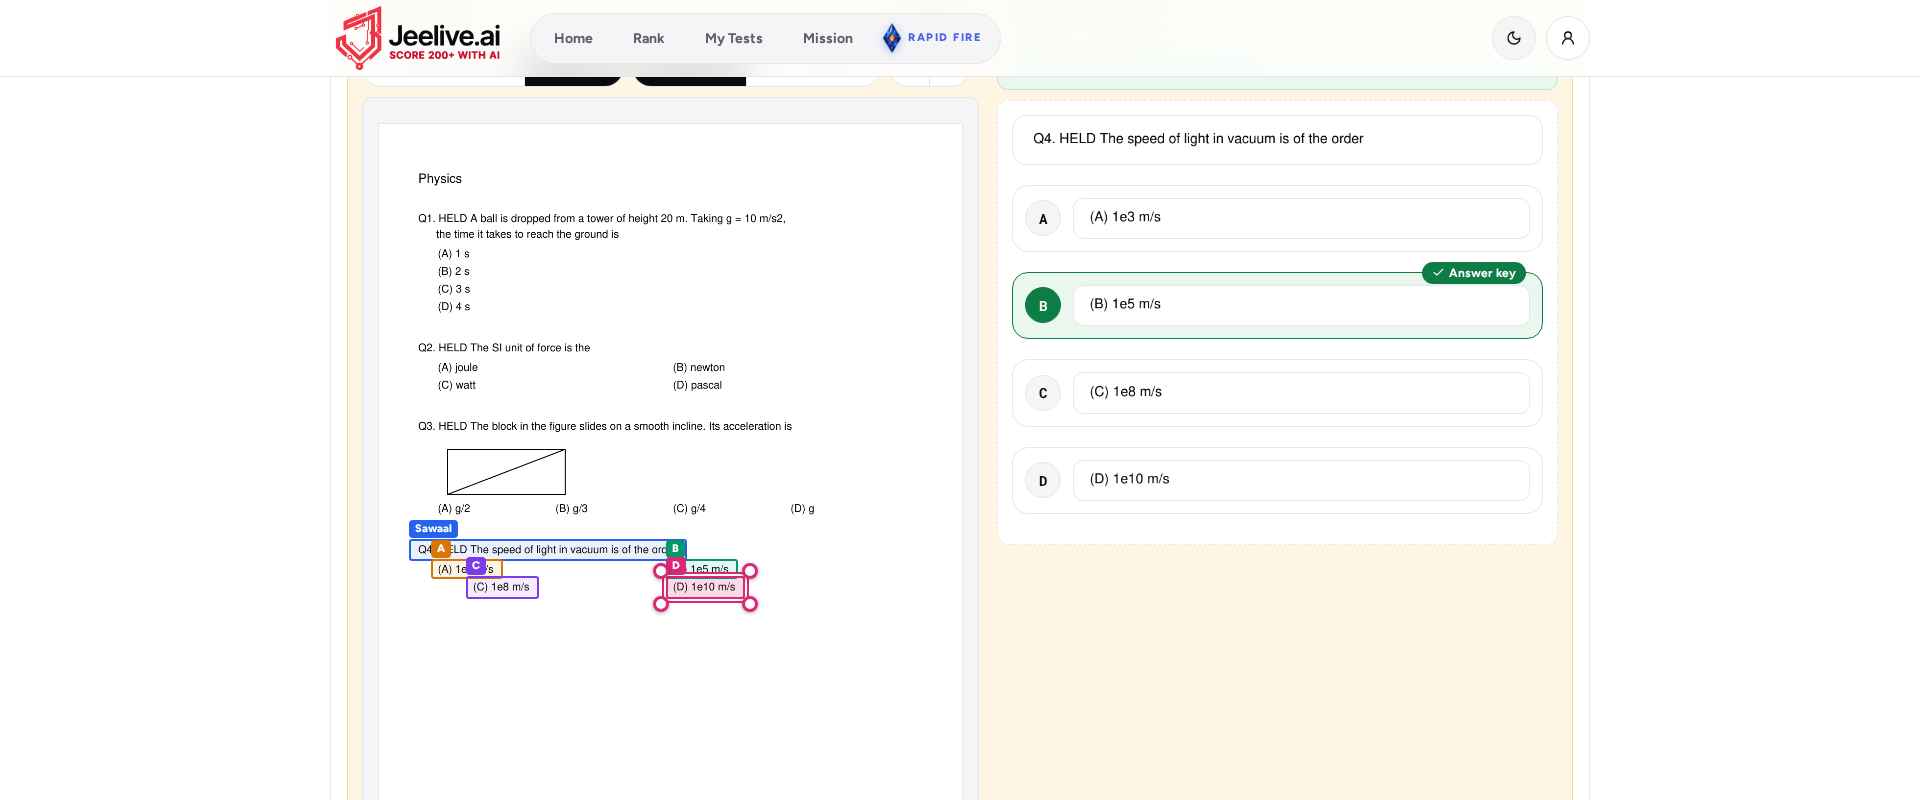 Jeelive.ai
SCORE 200+ WITH AI
Home
Rank
My Tests
Mission
RAPID FIRE
Physics
Q1. HELD A ball is dropped from a tower of height 20 m. Taking g = 10 m/s2,
the time it takes to reach the ground is
(A) 1 s
(B) 2 s
(C) 3 s
(D) 4 s
Q2. HELD The SI unit of force is the
(A) joule (B) newton
(C) watt (D) pascal
Q3. HELD The block in the figure slides on a smooth incline. Its acceleration is
(A) g/2 (B) g/3 (C) g/4 (D) g
Sawaal
A
B
The speed of light in vacuum is of the
C
D
(A) 1e5 m/s
(C) 1e8 m/s (D) 1e10 m/s
Q4. HELD The speed of light in vacuum is of the order
A (A) 1e3 m/s
Answer key
B (B) 1e5 m/s
C (C) 1e8 m/s
D (D) 1e10 m/s